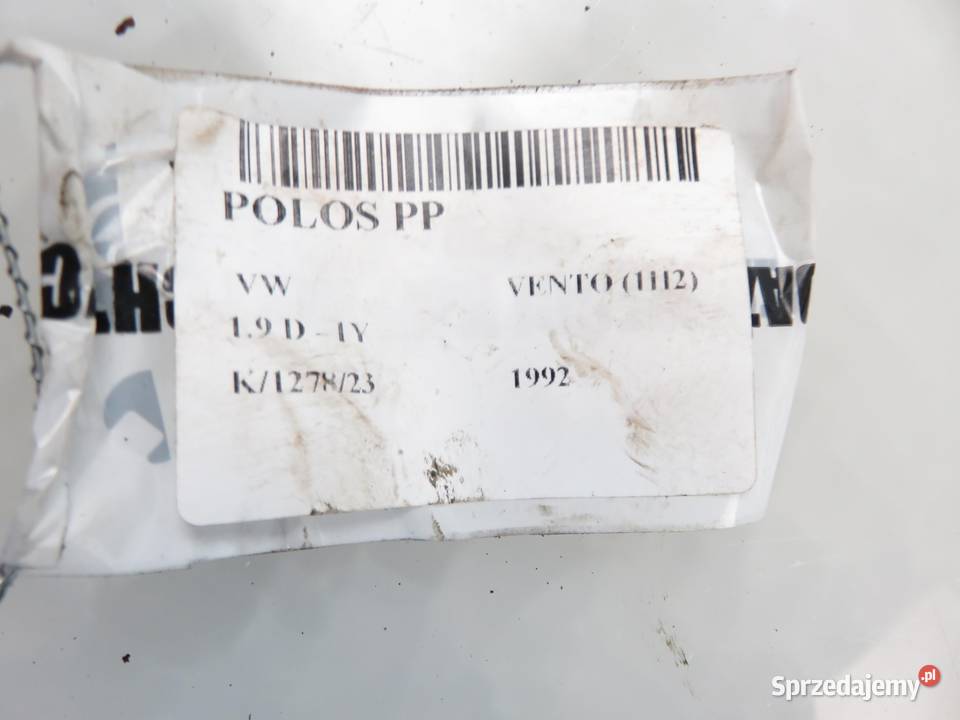 POLOS PP
VW VENTO (1H2)
1.9 D - 1Y
K/1278/23 1992
Sprzedajemy.pl